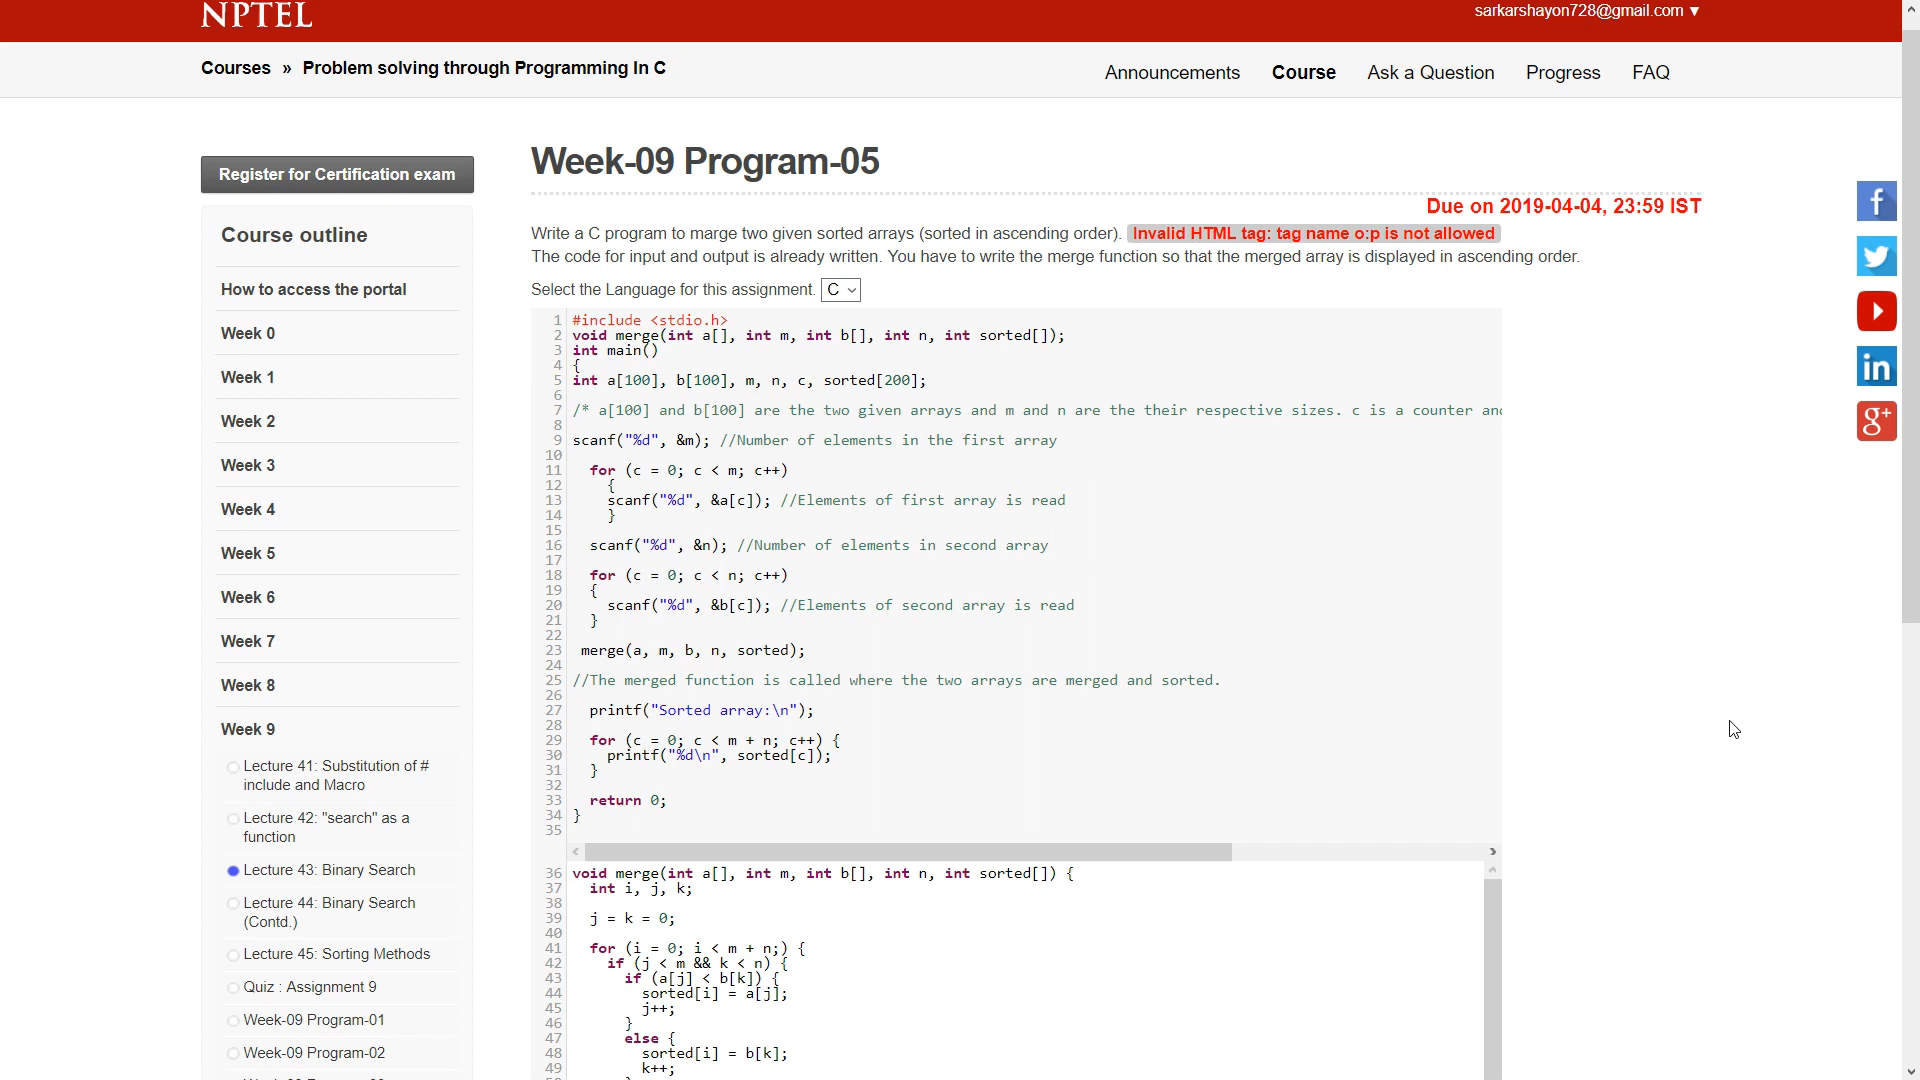 NPTEL
sarkarshayon728@gmail.com ▼
Courses » Problem solving through Programming In C
Announcements Course Ask a Question Progress FAQ
Register for Certification exam
Course outline
How to access the portal
Week 0
Week 1
Week 2
Week 3
Week 4
Week 5
Week 6
Week 7
Week 8
Week 9
Lecture 41: Substitution of #
include and Macro
Lecture 42: "search" as a
function
Lecture 43: Binary Search
Lecture 44: Binary Search
(Contd.)
Lecture 45: Sorting Methods
Quiz : Assignment 9
Week-09 Program-01
Week-09 Program-02
Week-09 Program-05
Due on 2019-04-04, 23:59 IST
Write a C program to marge two given sorted arrays (sorted in ascending order). Invalid HTML tag: tag name o:p is not allowed
The code for input and output is already written. You have to write the merge function so that the merged array is displayed in ascending order.
Select the Language for this assignment. C
1 #include <stdio.h>
2 void merge(int a[], int m, int b[], int n, int sorted[]);
3 int main()
4 {
5 int a[100], b[100], m, n, c, sorted[200];
6
7 /* a[100] and b[100] are the two given arrays and m and n are the their respective sizes. c is a counter and
8
9 scanf("%d", &m); //Number of elements in the first array
10
11 for (c = 0; c < m; c++)
12 {
13 scanf("%d", &a[c]); //Elements of first array is read
14 }
15
16 scanf("%d", &n); //Number of elements in second array
17
18 for (c = 0; c < n; c++)
19 {
20 scanf("%d", &b[c]); //Elements of second array is read
21 }
22
23 merge(a, m, b, n, sorted);
24
25 //The merged function is called where the two arrays are merged and sorted.
26
27 printf("Sorted array:\n");
28
29 for (c = 0; c < m + n; c++) {
30 printf("%d\n", sorted[c]);
31 }
32
33 return 0;
34 }
35
36 void merge(int a[], int m, int b[], int n, int sorted[]) {
37 int i, j, k;
38
39 j = k = 0;
40
41 for (i = 0; i < m + n;) {
42 if (j < m && k < n) {
43 if (a[j] < b[k]) {
44 sorted[i] = a[j];
45 j++;
46 }
47 else {
48 sorted[i] = b[k];
49 k++;
f
in
g+